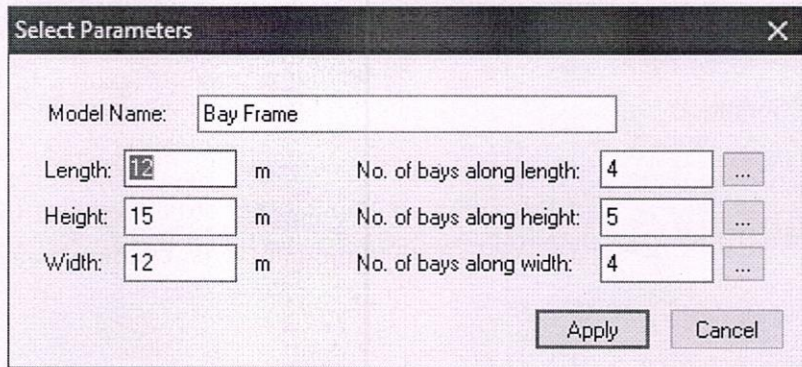 Select Parameters
Model Name: Bay Frame
Length: 12 m No. of bays along length: 4 ...
Height: 15 m No. of bays along height: 5 ...
Width: 12 m No. of bays along width: 4 ...
Apply Cancel